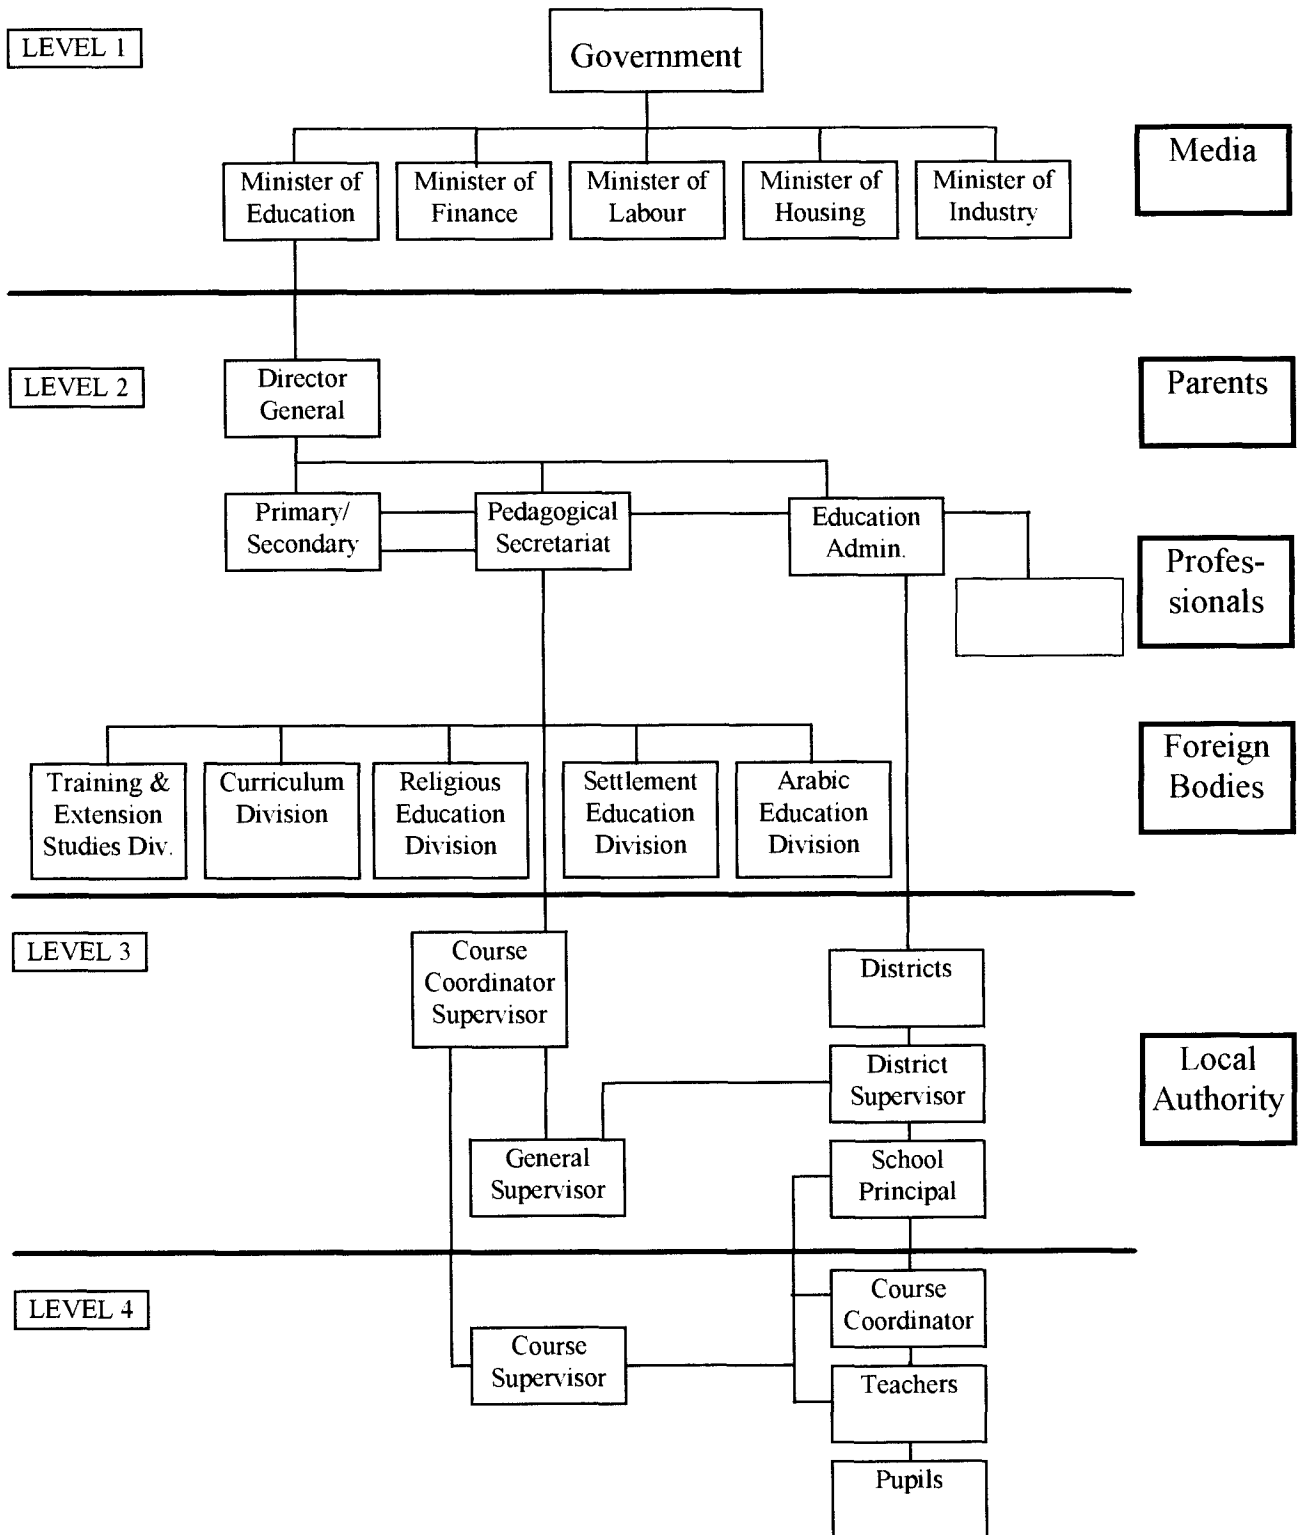 LEVEL 1
Government
Media
Minister of
Education
Minister of
Finance
Minister of
Labour
Minister of
Housing
Minister of
Industry
LEVEL 2
Director
General
Parents
Primary/
Secondary
Pedagogical
Secretariat
Education
Admin.
Profes-
sionals
Foreign
Bodies
Training &
Extension
Studies Div.
Curriculum
Division
Religious
Education
Division
Settlement
Education
Division
Arabic
Education
Division
LEVEL 3
Course
Coordinator
Supervisor
Districts
District
Supervisor
Local
Authority
General
Supervisor
School
Principal
LEVEL 4
Course
Coordinator
Course
Supervisor
Teachers
Pupils